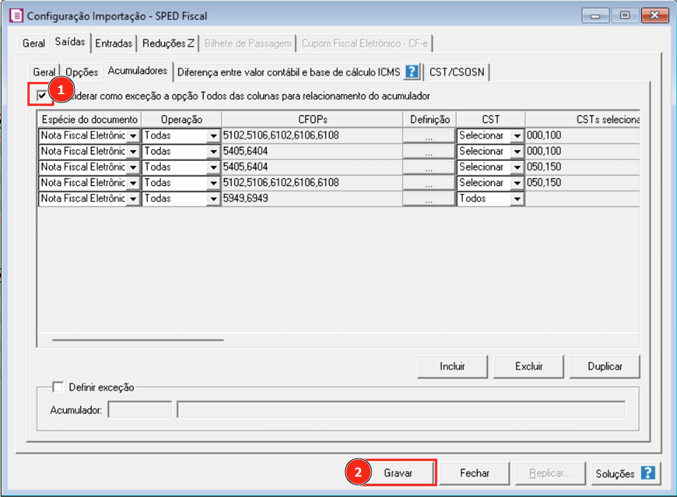 Configuração Importação - SPED Fiscal
Geral Saídas Entradas Reduções Z Bilhete de Passagem Cupom Fiscal Eletrônico - CF-e
Geral Opções Acumuladores Diferença entre valor contábil e base de cálculo ICMS ? CST/CSOSN
1
iderar como exceção a opção Todos das colunas para relacionamento do acumulador
Espécie do documento Operação CFOPs Definição CST CSTs seleciona
Nota Fiscal Eletrônic Todas 5102,5106,6102,6106,6108 ... Selecionar 000,100
Nota Fiscal Eletrônic Todas 5405,6404 ... Selecionar 000,100
Nota Fiscal Eletrônic Todas 5405,6404 ... Selecionar 050,150
Nota Fiscal Eletrônic Todas 5102,5106,6102,6106,6108 ... Selecionar 050,150
Nota Fiscal Eletrônic Todas 5949,6949 ... Todos
Incluir Excluir Duplicar
Definir exceção
Acumulador:
2 Gravar Fechar Replicar... Soluções ?